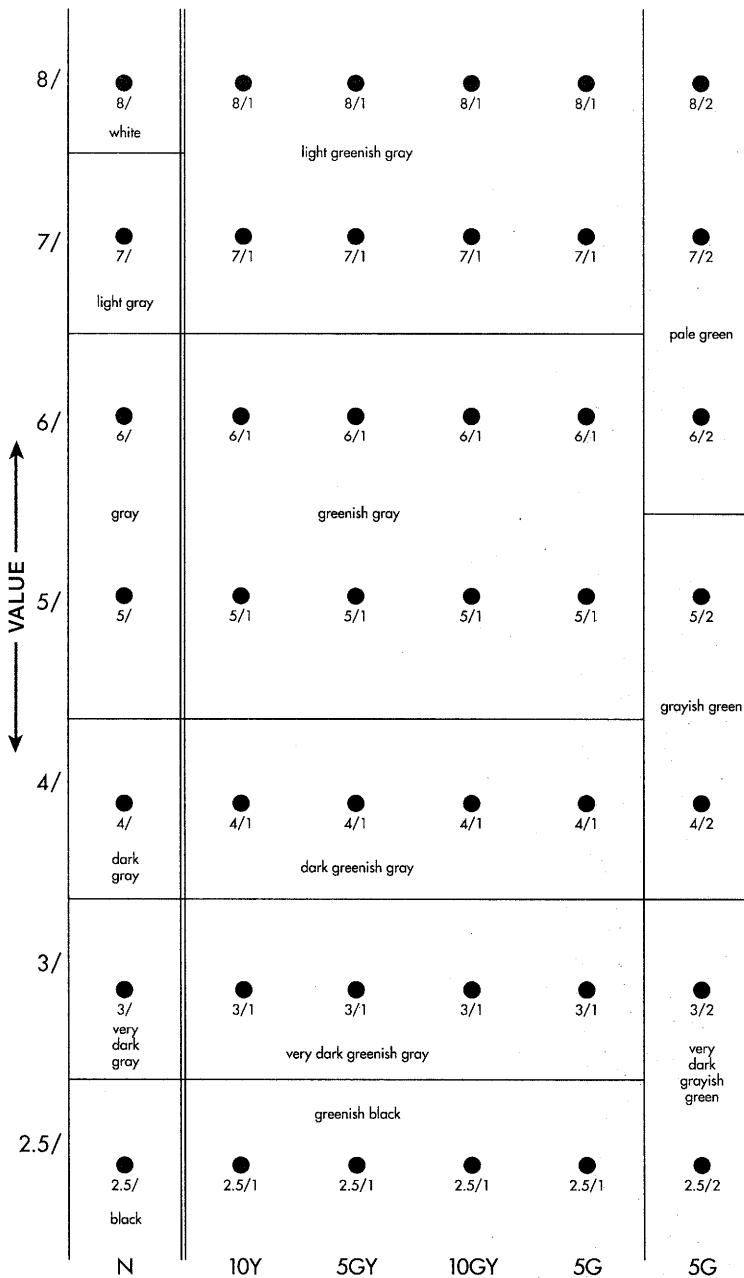 8/
8/ 8/1 8/1 8/1 8/1 8/2
white
light greenish gray
7/
7/ 7/1 7/1 7/1 7/1 7/2
light gray
pale green
6/
6/ 6/1 6/1 6/1 6/1 6/2
gray
greenish gray
VALUE
5/
5/ 5/1 5/1 5/1 5/1 5/2
grayish green
4/
4/ 4/1 4/1 4/1 4/1 4/2
dark
gray
dark greenish gray
3/
3/ 3/1 3/1 3/1 3/1 3/2
very
dark
gray
very dark greenish gray
very
dark
grayish
green
greenish black
2.5/
2.5/ 2.5/1 2.5/1 2.5/1 2.5/1 2.5/2
black
N 10Y 5GY 10GY 5G 5G